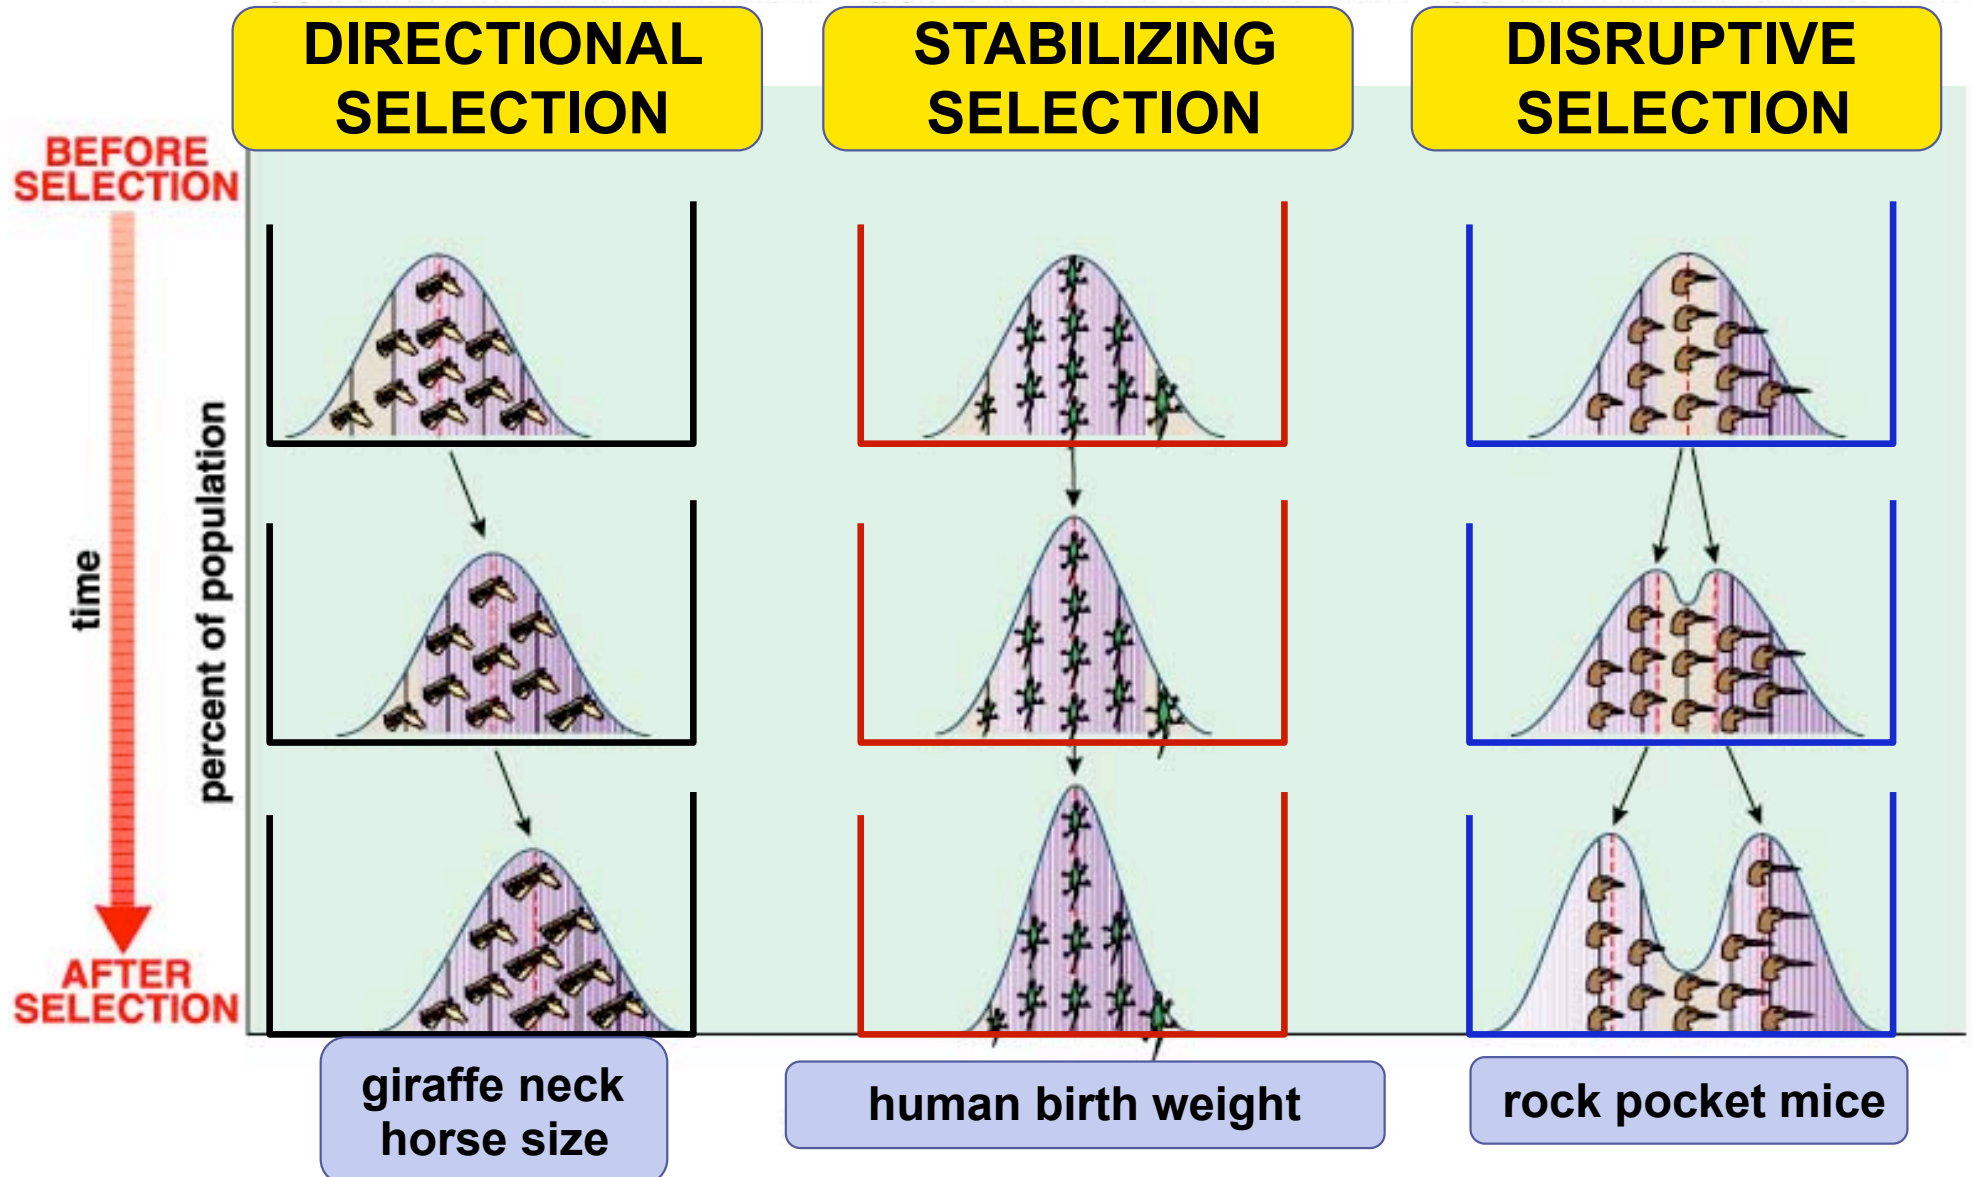 DIRECTIONAL
SELECTION
STABILIZING
SELECTION
DISRUPTIVE
SELECTION
BEFORE
SELECTION
time
percent of population
AFTER
SELECTION
giraffe neck
horse size
human birth weight
rock pocket mice